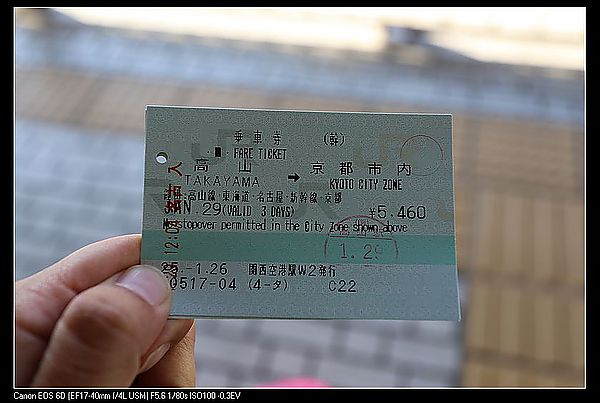 乗車券 (幹)
■ FARE TICKET
高山 → 京都市内
TAKAYAMA KYOTO CITY ZONE
:高山線・東海道・名古屋・新幹線・京都
JAN.29(VALID 3 DAYS) ¥5,460
Stopover permitted in the City Zone shown above
1.29
25.-1.26 関西空港駅W2発行
0517-04 (4-タ) C22
12:0
Canon EOS 6D [EF17-40mm f/4L USM] F5.6 1/80s ISO100 -0.3EV